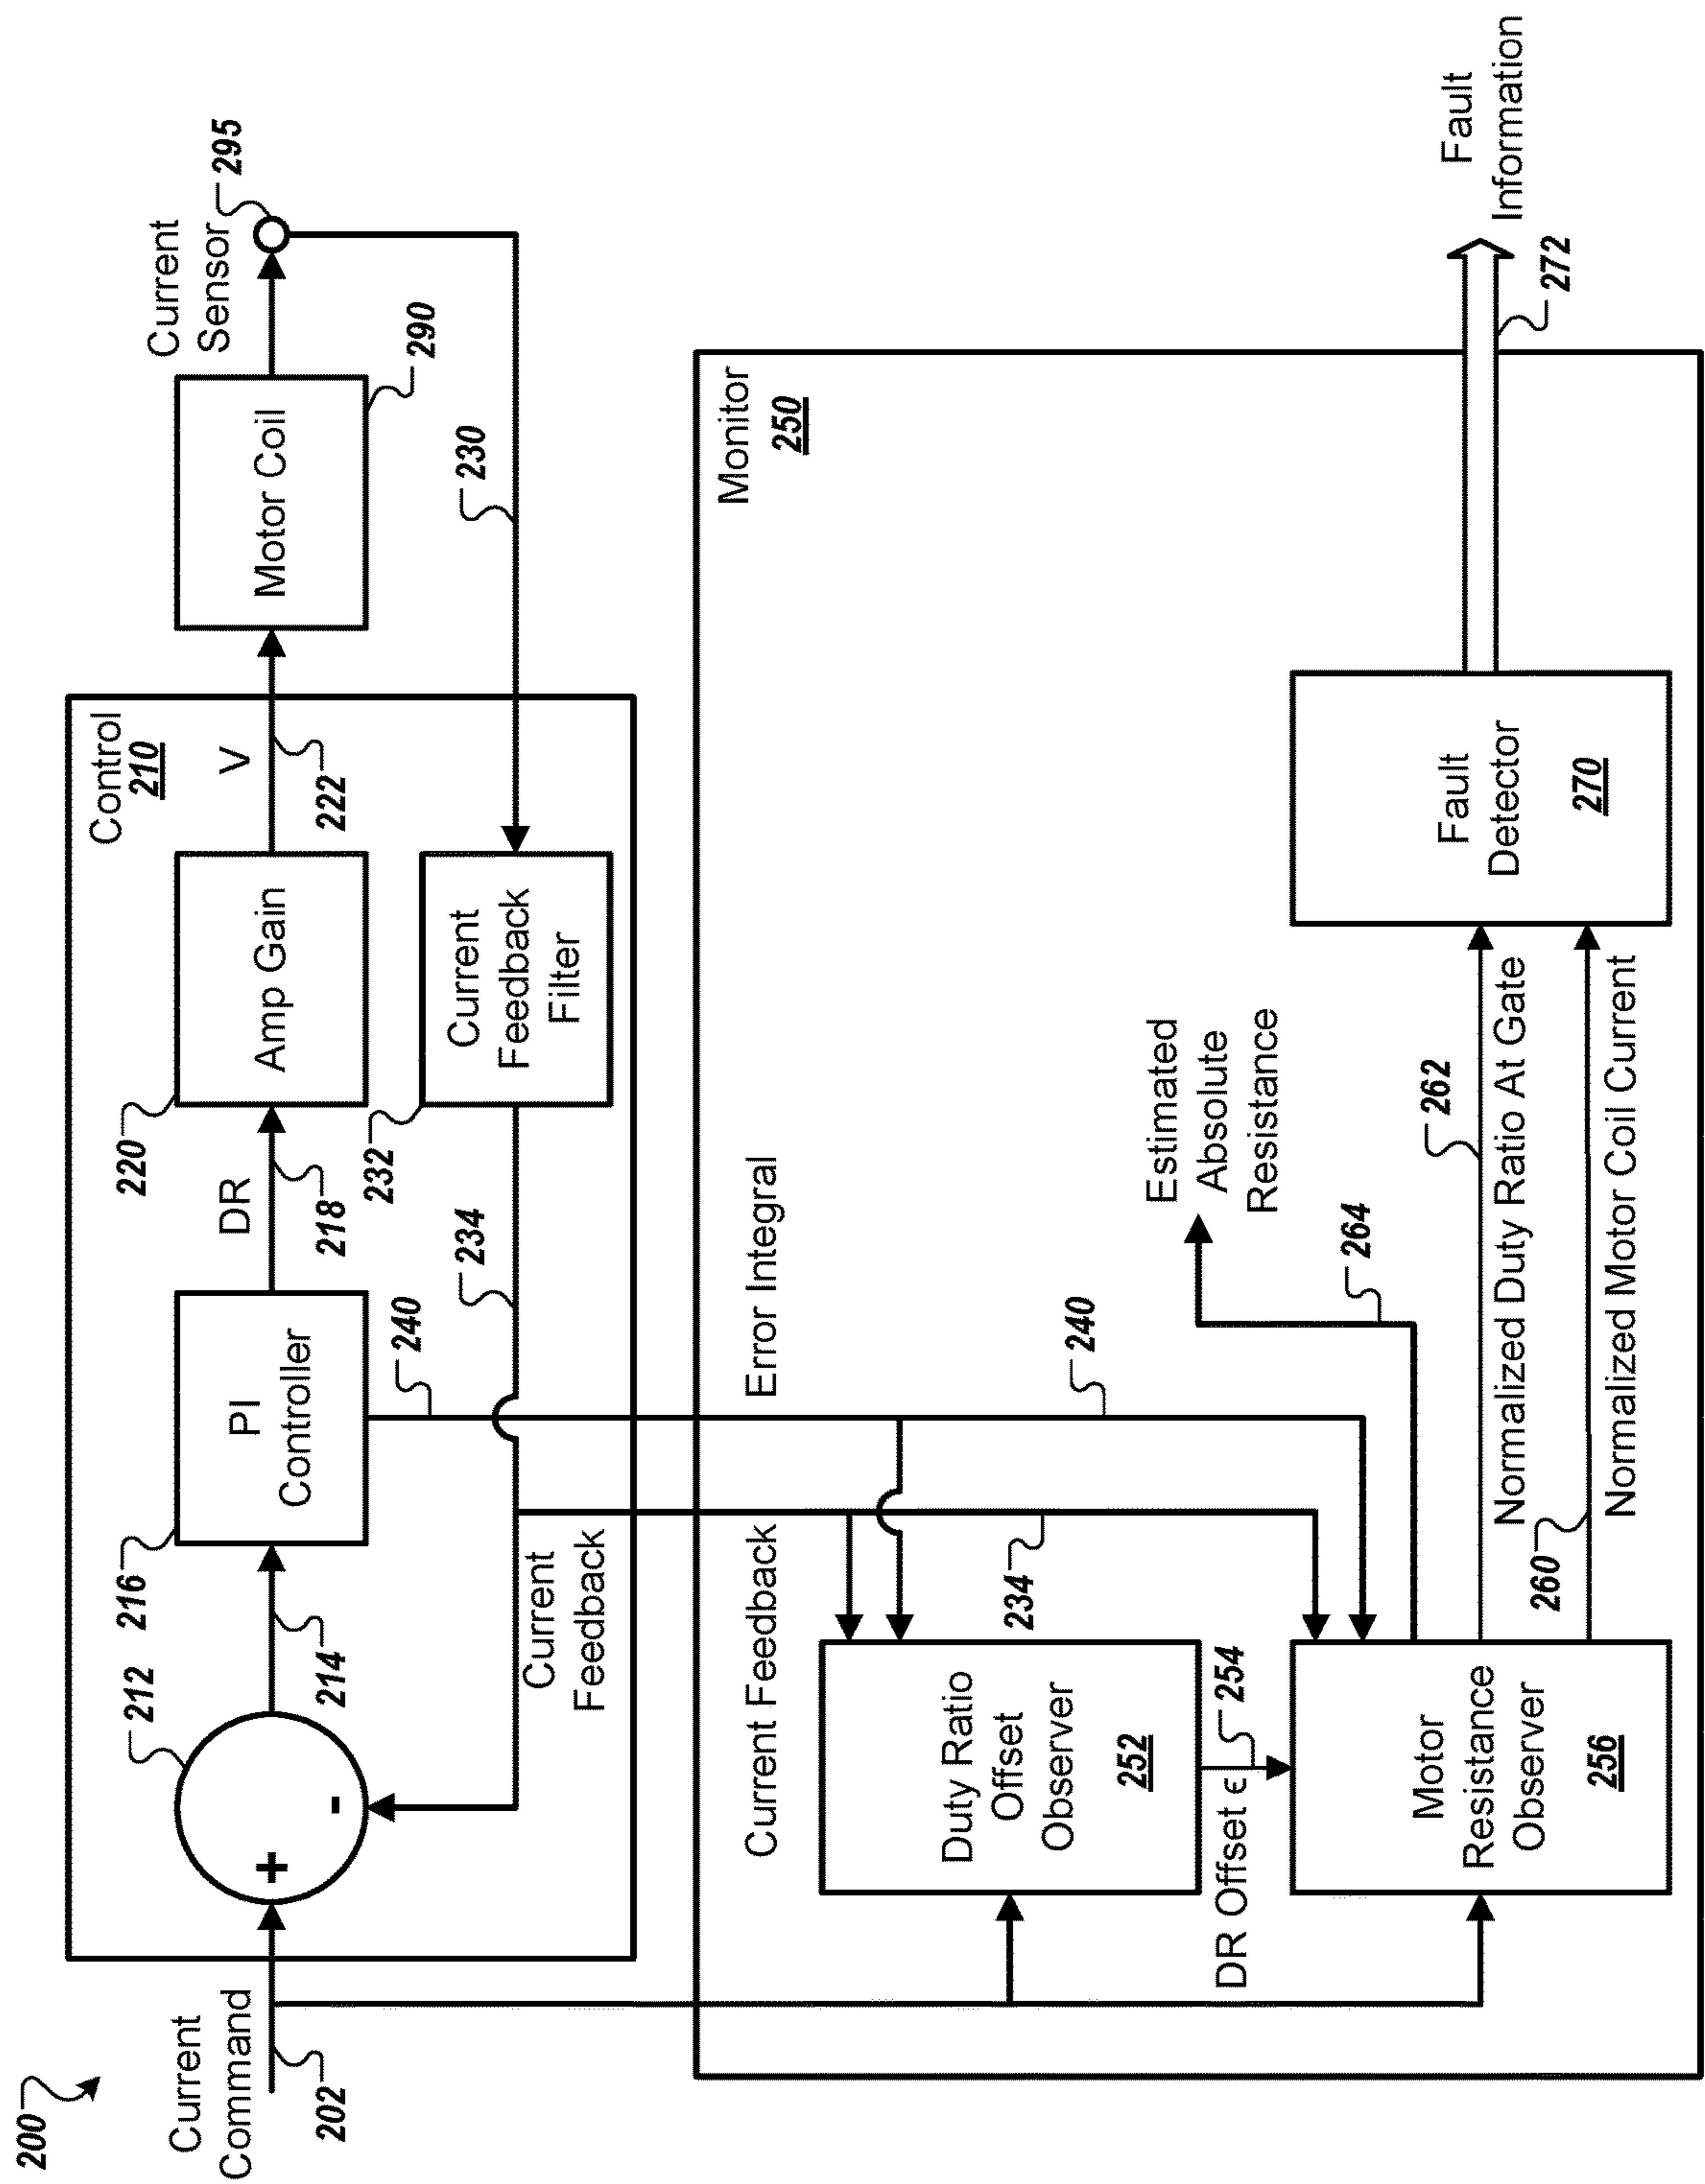 200
Current
Command
202
Control
210
212
214
216
PI
Controller
DR
218
220
Amp Gain
V
222
Motor Coil
290
Current
Sensor
295
230
Current
Feedback
Filter
232
234
240
+
-
Current
Feedback
Monitor
250
Current Feedback
Error Integral
234
240
Duty Ratio
Offset
Observer
252
DR Offset ϵ
254
Motor
Resistance
Observer
256
Estimated
Absolute
Resistance
264
262
Normalized Duty Ratio At Gate
260
Normalized Motor Coil Current
Fault
Detector
270
272
Fault
Information